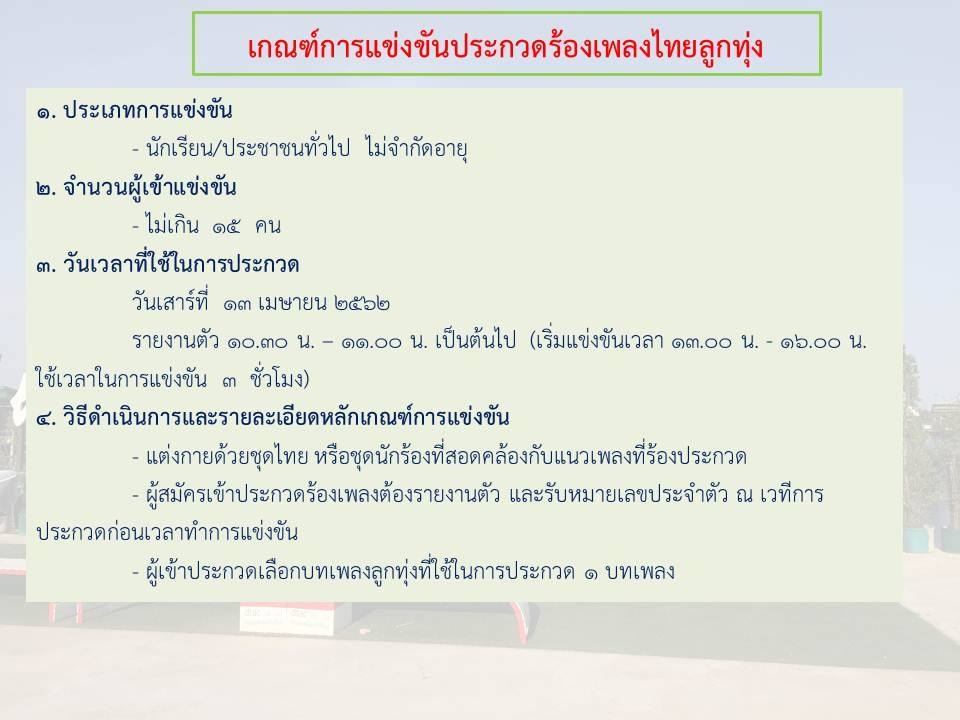 เกณฑ์การแข่งขันประกวดร้องเพลงไทยลูกทุ่ง
๑. ประเภทการแข่งขัน
- นักเรียน/ประชาชนทั่วไป ไม่จำกัดอายุ
๒. จำนวนผู้เข้าแข่งขัน
- ไม่เกิน ๑๕ คน
๓. วันเวลาที่ใช้ในการประกวด
วันเสาร์ที่ ๑๓ เมษายน ๒๕๖๒
รายงานตัว ๑๐.๓๐ น. – ๑๑.๐๐ น. เป็นต้นไป (เริ่มแข่งขันเวลา ๑๓.๐๐ น. - ๑๖.๐๐ น.
ใช้เวลาในการแข่งขัน ๓ ชั่วโมง)
๔. วิธีดำเนินการและรายละเอียดหลักเกณฑ์การแข่งขัน
- แต่งกายด้วยชุดไทย หรือชุดนักร้องที่สอดคล้องกับแนวเพลงที่ร้องประกวด
- ผู้สมัครเข้าประกวดร้องเพลงต้องรายงานตัว และรับหมายเลขประจำตัว ณ เวทีการ
ประกวดก่อนเวลาทำการแข่งขัน
- ผู้เข้าประกวดเลือกบทเพลงลูกทุ่งที่ใช้ในการประกวด ๑ บทเพลง